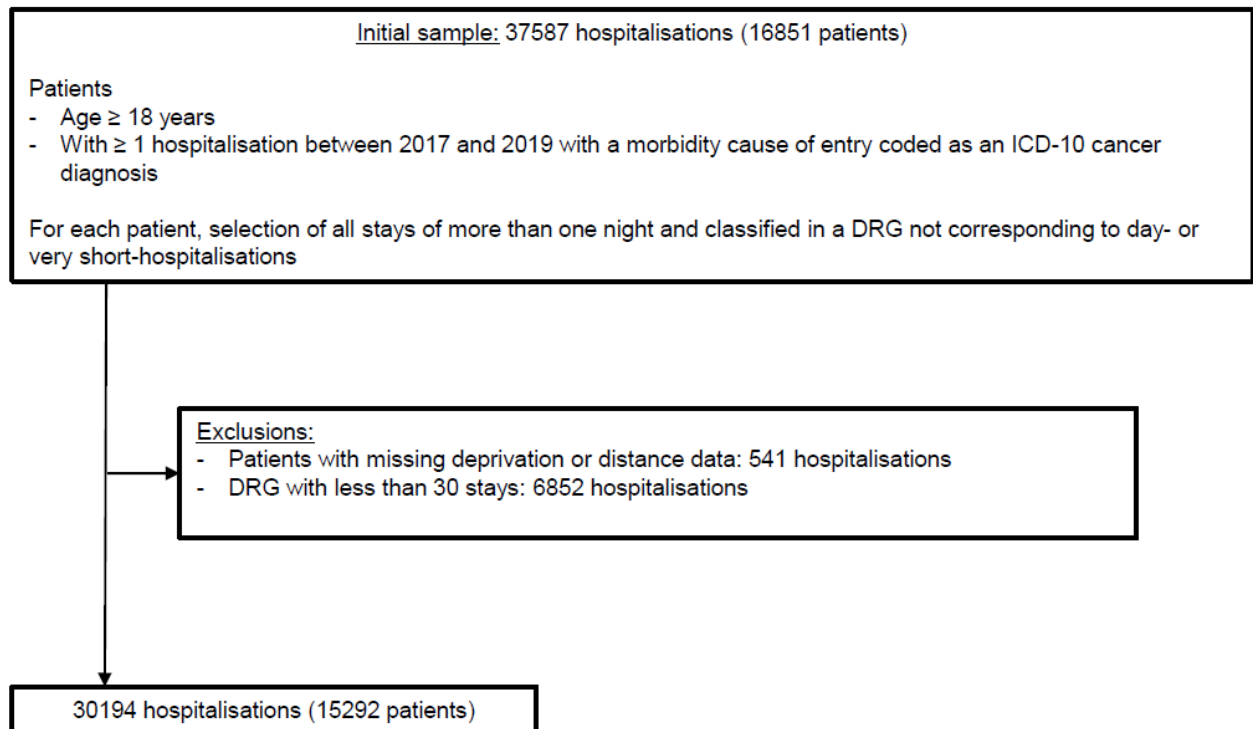 Initial sample: 37587 hospitalisations (16851 patients)
Patients
- Age ≥ 18 years
- With ≥ 1 hospitalisation between 2017 and 2019 with a morbidity cause of entry coded as an ICD-10 cancer
diagnosis
For each patient, selection of all stays of more than one night and classified in a DRG not corresponding to day- or
very short-hospitalisations
Exclusions:
- Patients with missing deprivation or distance data: 541 hospitalisations
- DRG with less than 30 stays: 6852 hospitalisations
30194 hospitalisations (15292 patients)